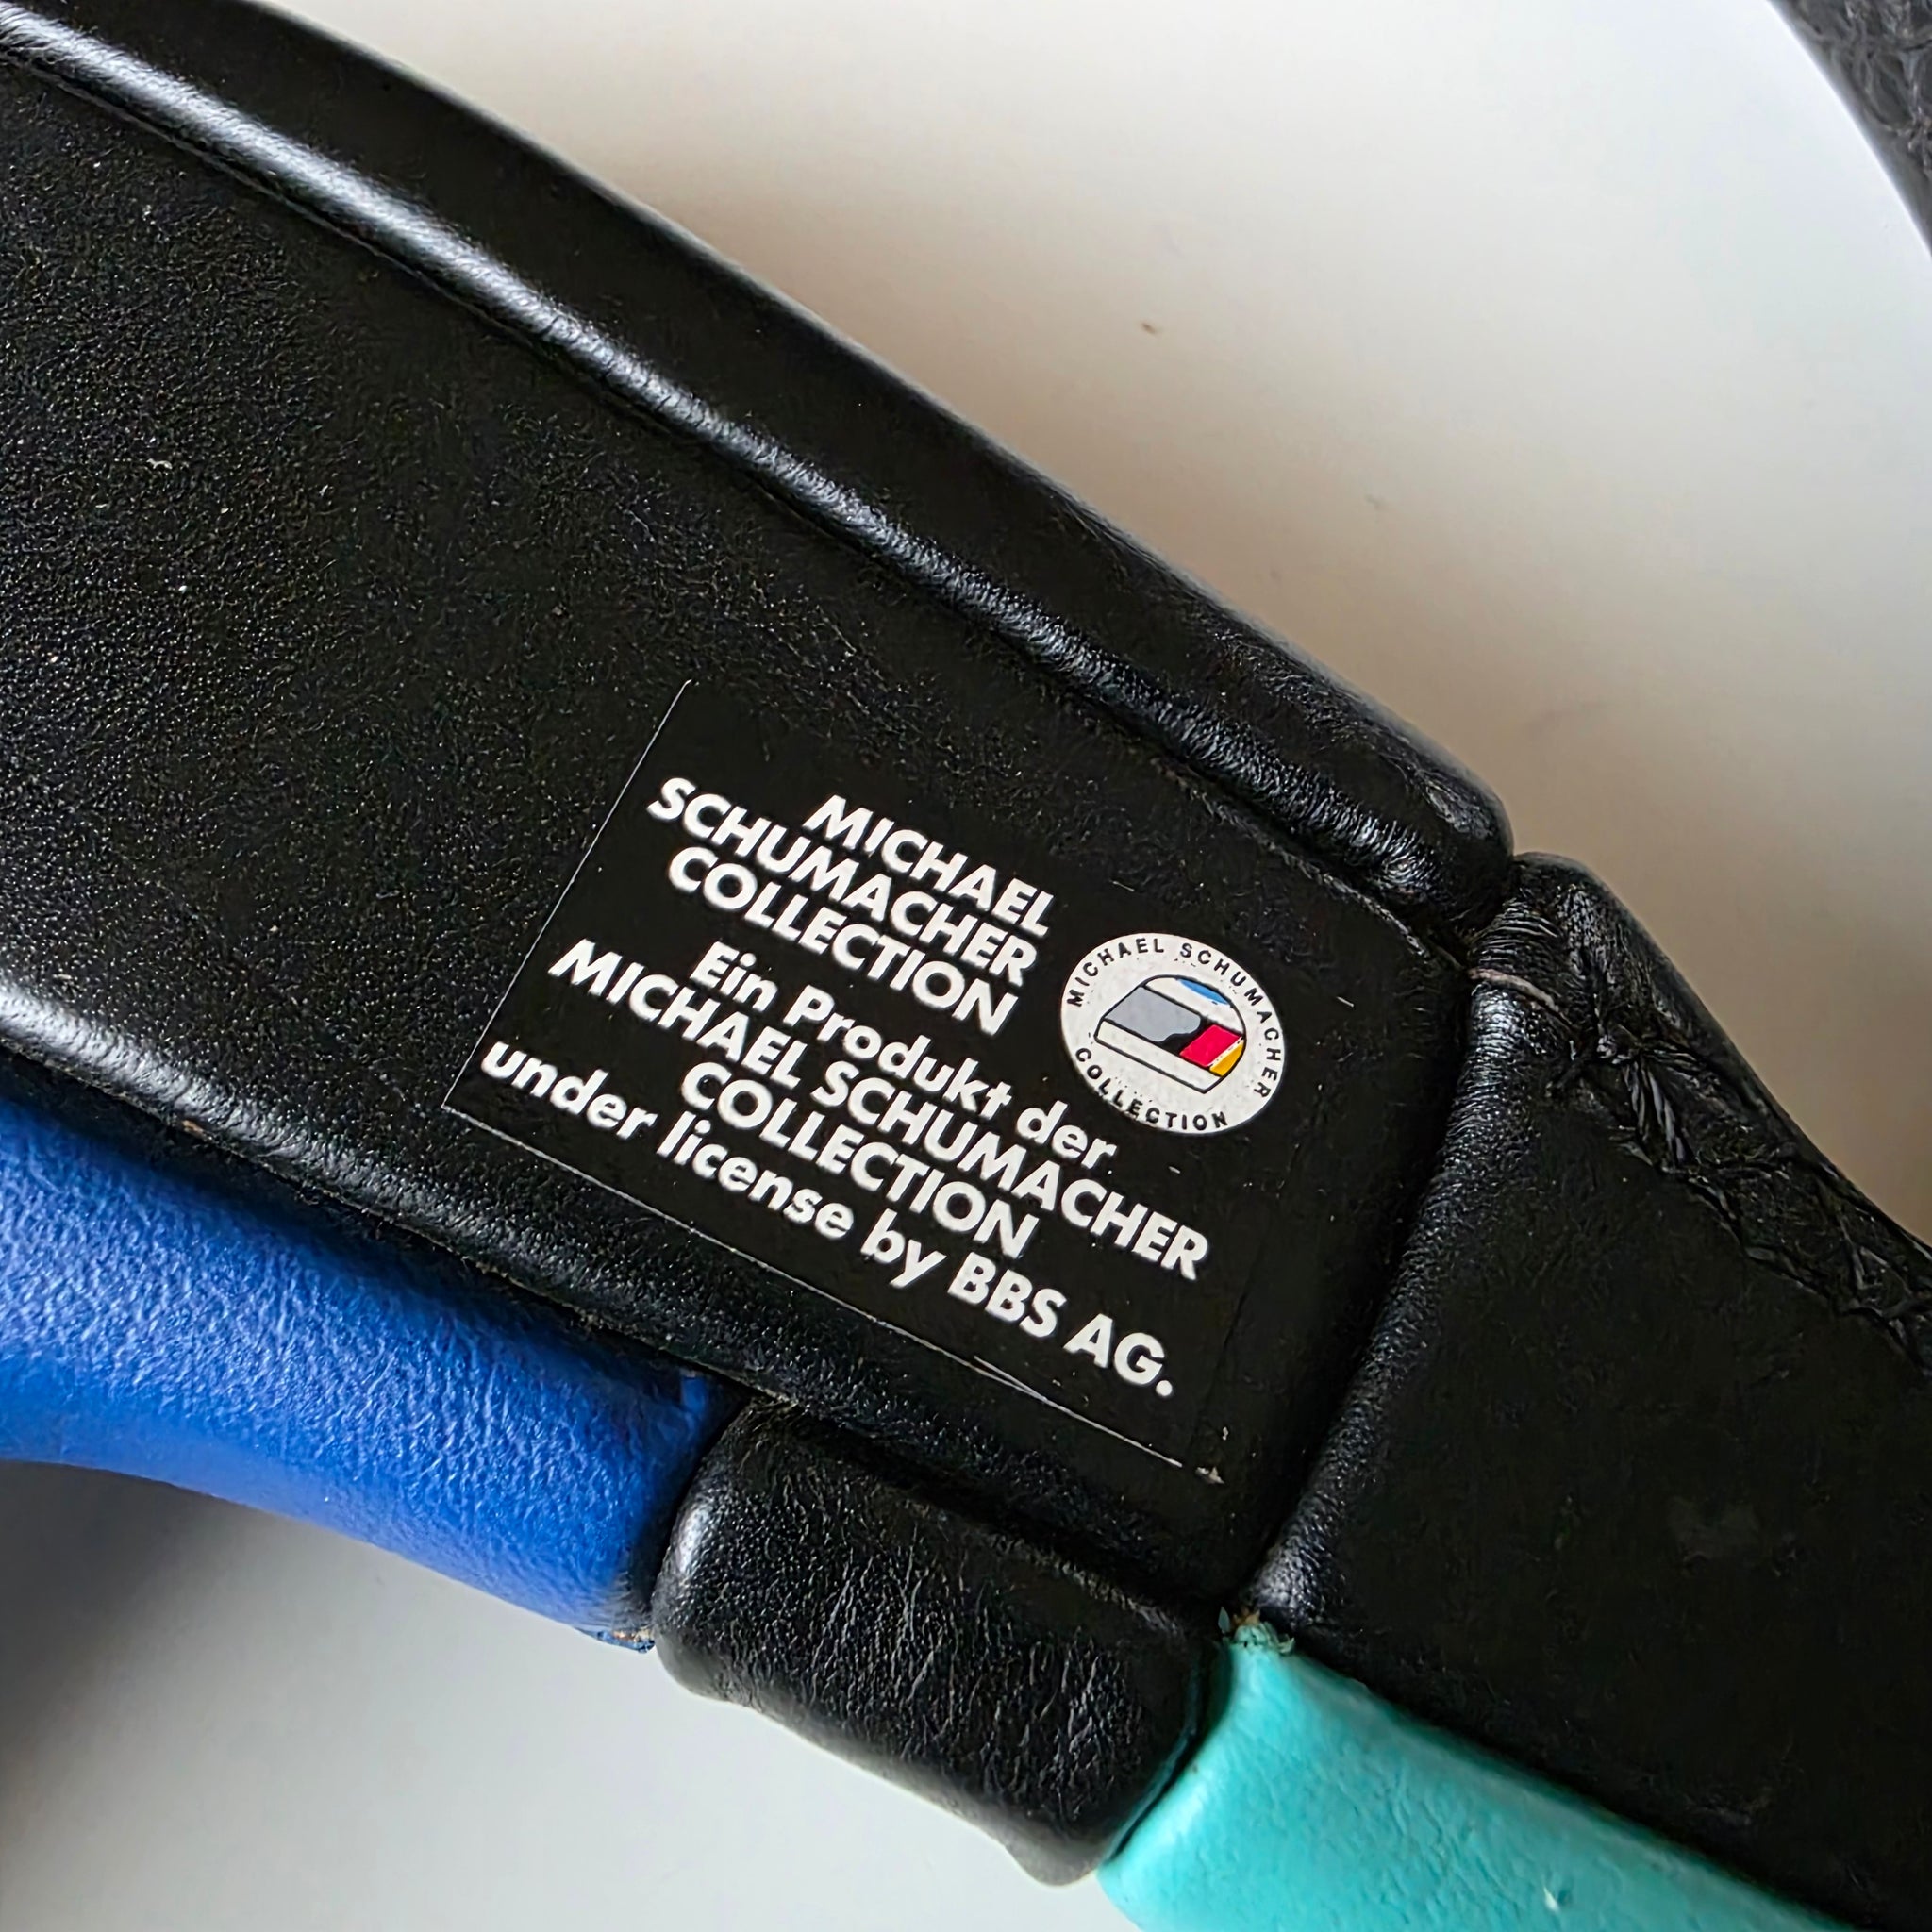 MICHAEL
SCHUMACHER
COLLECTION
MICHAEL SCHUMACHER
COLLECTION
Ein Produkt der
MICHAEL SCHUMACHER
COLLECTION
under license by BBS AG.